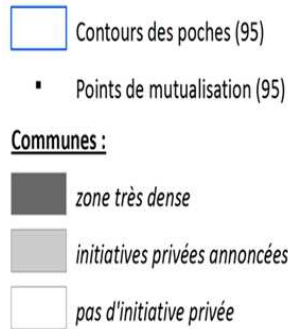 Contours des poches (95)
Points de mutualisation (95)
Communes :
zone très dense
initiatives privées annoncées
pas d'initiative privée